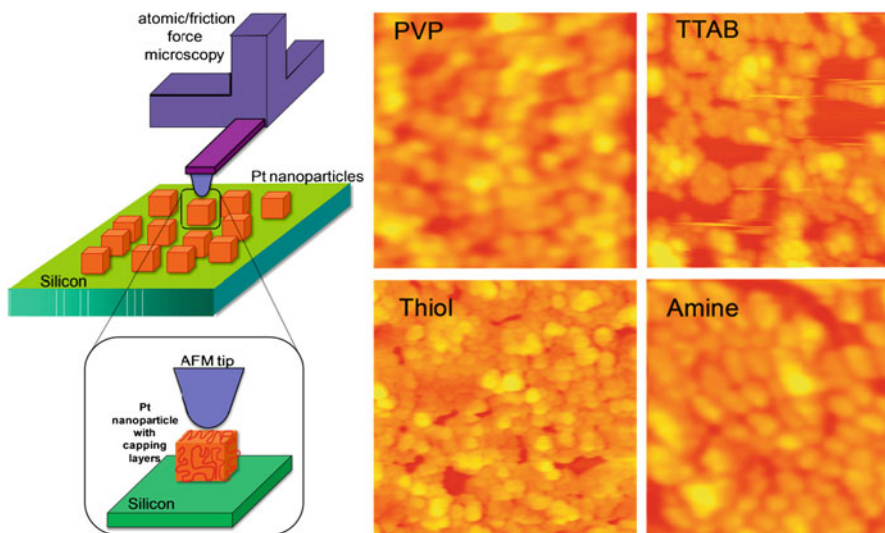 atomic/friction
force
microscopy
Pt nanoparticles
Silicon
AFM tip
Pt
nanoparticle
with
capping
layers
Silicon
PVP
TTAB
Thiol
Amine